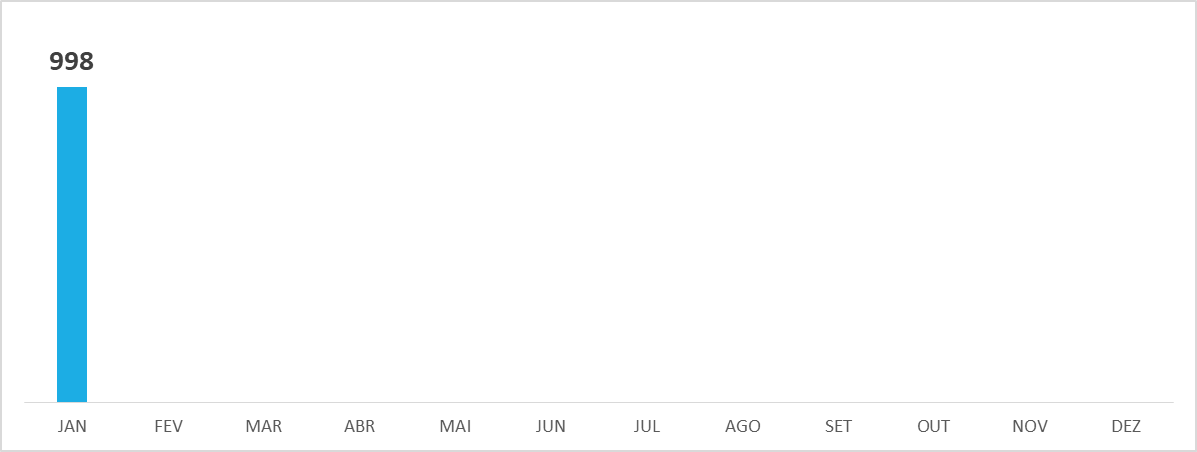 998
JAN FEV MAR ABR MAI JUN JUL AGO SET OUT NOV DEZ